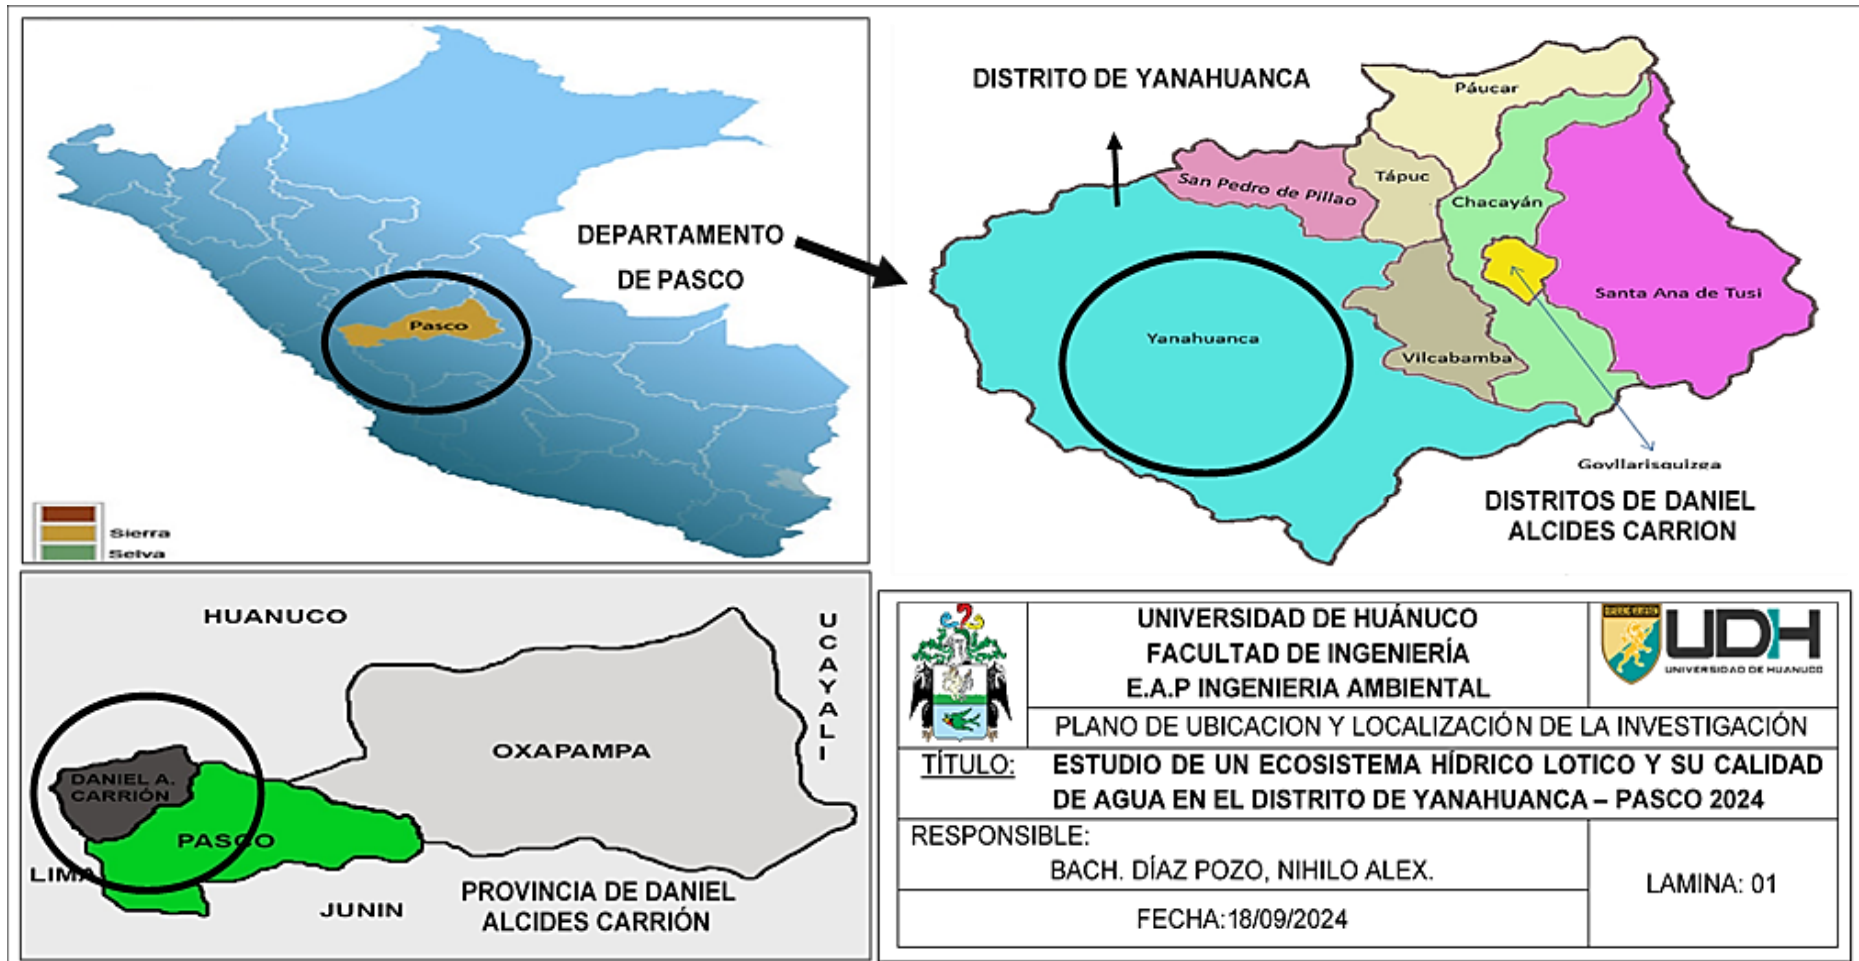 DEPARTAMENTO
DE PASCO
Pasco
Sierra
Selva
DISTRITO DE YANAHUANCA
Páucar
San Pedro de Pillao
Tápuc
Chacayán
Yanahuanca
Santa Ana de Tusi
Vilcabamba
Goyllarisquizga
DISTRITOS DE DANIEL
ALCIDES CARRION
HUANUCO
UCAYALI
OXAPAMPA
DANIEL A.
CARRIÓN
PASCO
LIMA
JUNIN
PROVINCIA DE DANIEL
ALCIDES CARRIÓN
UNIVERSIDAD DE HUÁNUCO
FACULTAD DE INGENIERÍA
E.A.P INGENIERIA AMBIENTAL
UDH
UNIVERSIDAD DE HUANUCO
PLANO DE UBICACION Y LOCALIZACIÓN DE LA INVESTIGACIÓN
TÍTULO: ESTUDIO DE UN ECOSISTEMA HÍDRICO LOTICO Y SU CALIDAD
DE AGUA EN EL DISTRITO DE YANAHUANCA – PASCO 2024
RESPONSIBLE:
BACH. DÍAZ POZO, NIHILO ALEX.
LAMINA: 01
FECHA:18/09/2024